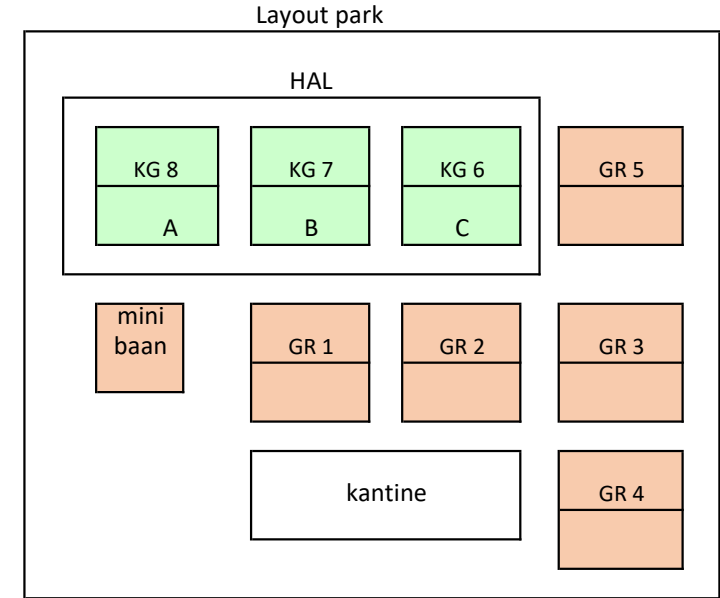 Layout park
HAL
KG 8 KG 7 KG 6 GR 5
A B C
mini
baan GR 1 GR 2 GR 3
kantine GR 4